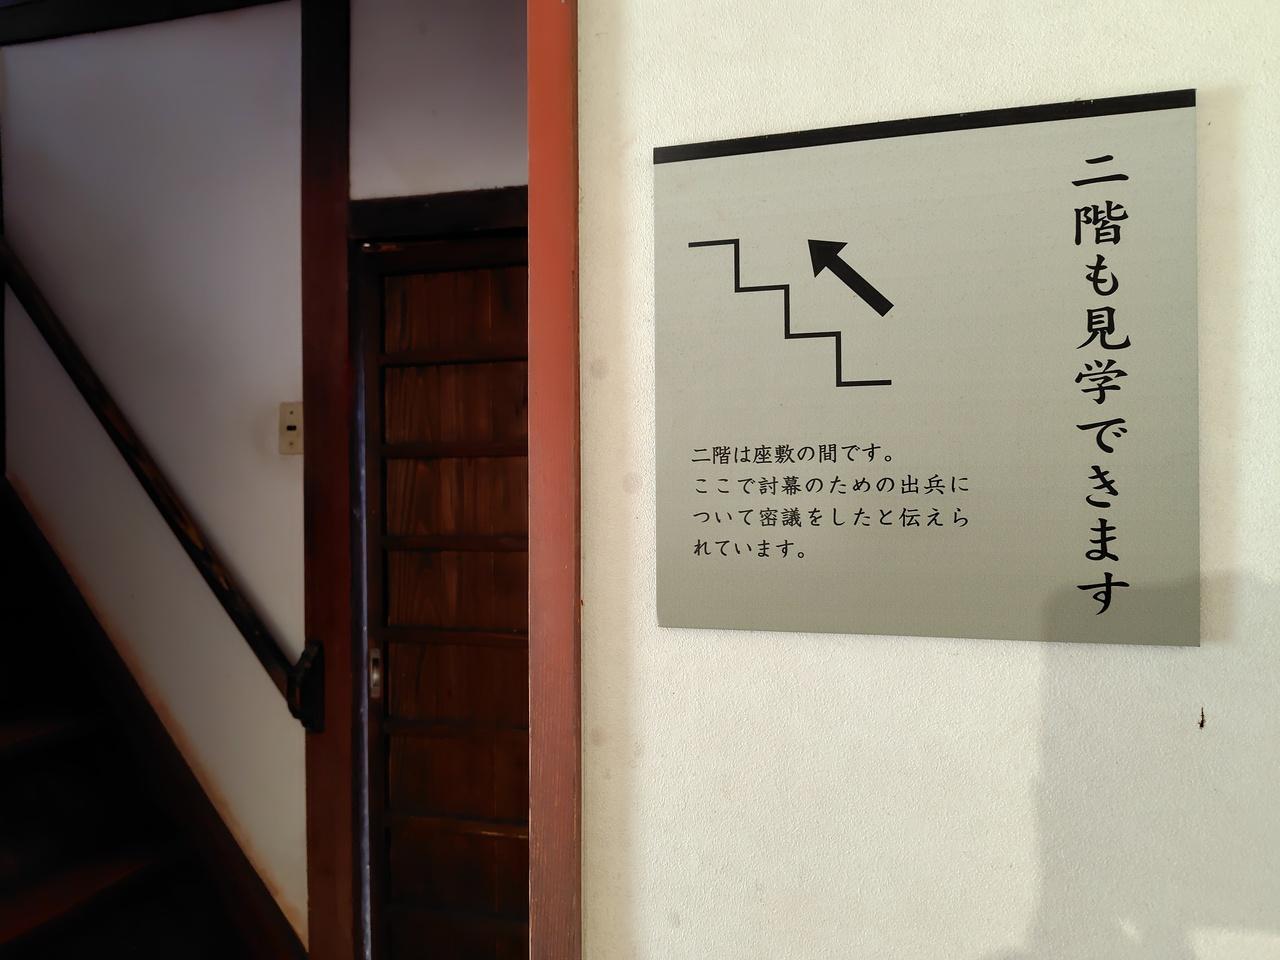 二階も見学できます
二階は座敷の間です。
ここで討幕のための出兵に
ついて密議をしたと伝えら
れています。